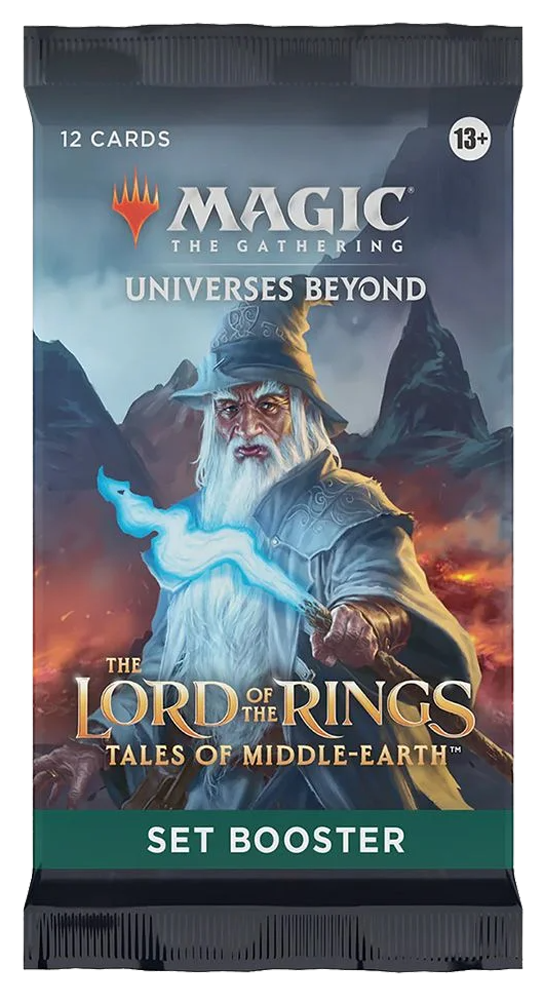 12 CARDS
13+
MAGIC®
THE GATHERING
UNIVERSES BEYOND
THE
LORD OF THE RINGS
TALES OF MIDDLE-EARTH™
SET BOOSTER